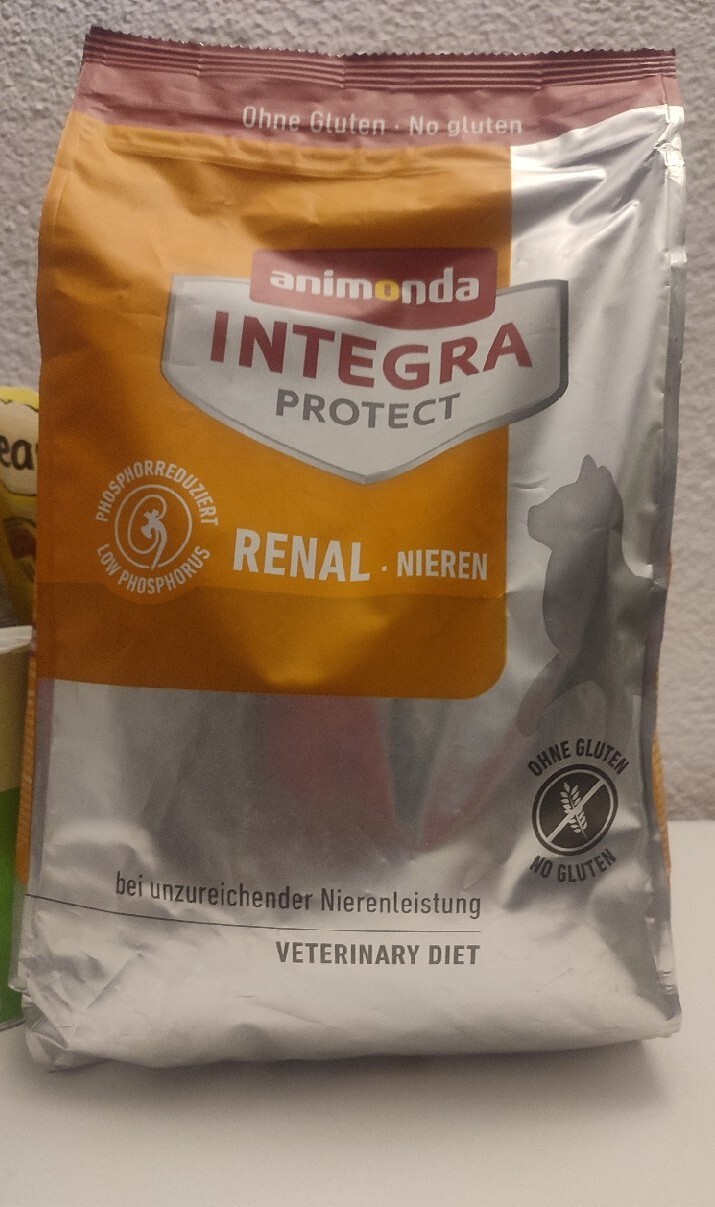 Ohne Gluten · No gluten
animonda
INTEGRA
PROTECT
PHOSPHORREDUZIERT
LOW PHOSPHORUS
RENAL · NIEREN
OHNE GLUTEN
NO GLUTEN
bei unzureichender Nierenleistung
VETERINARY DIET